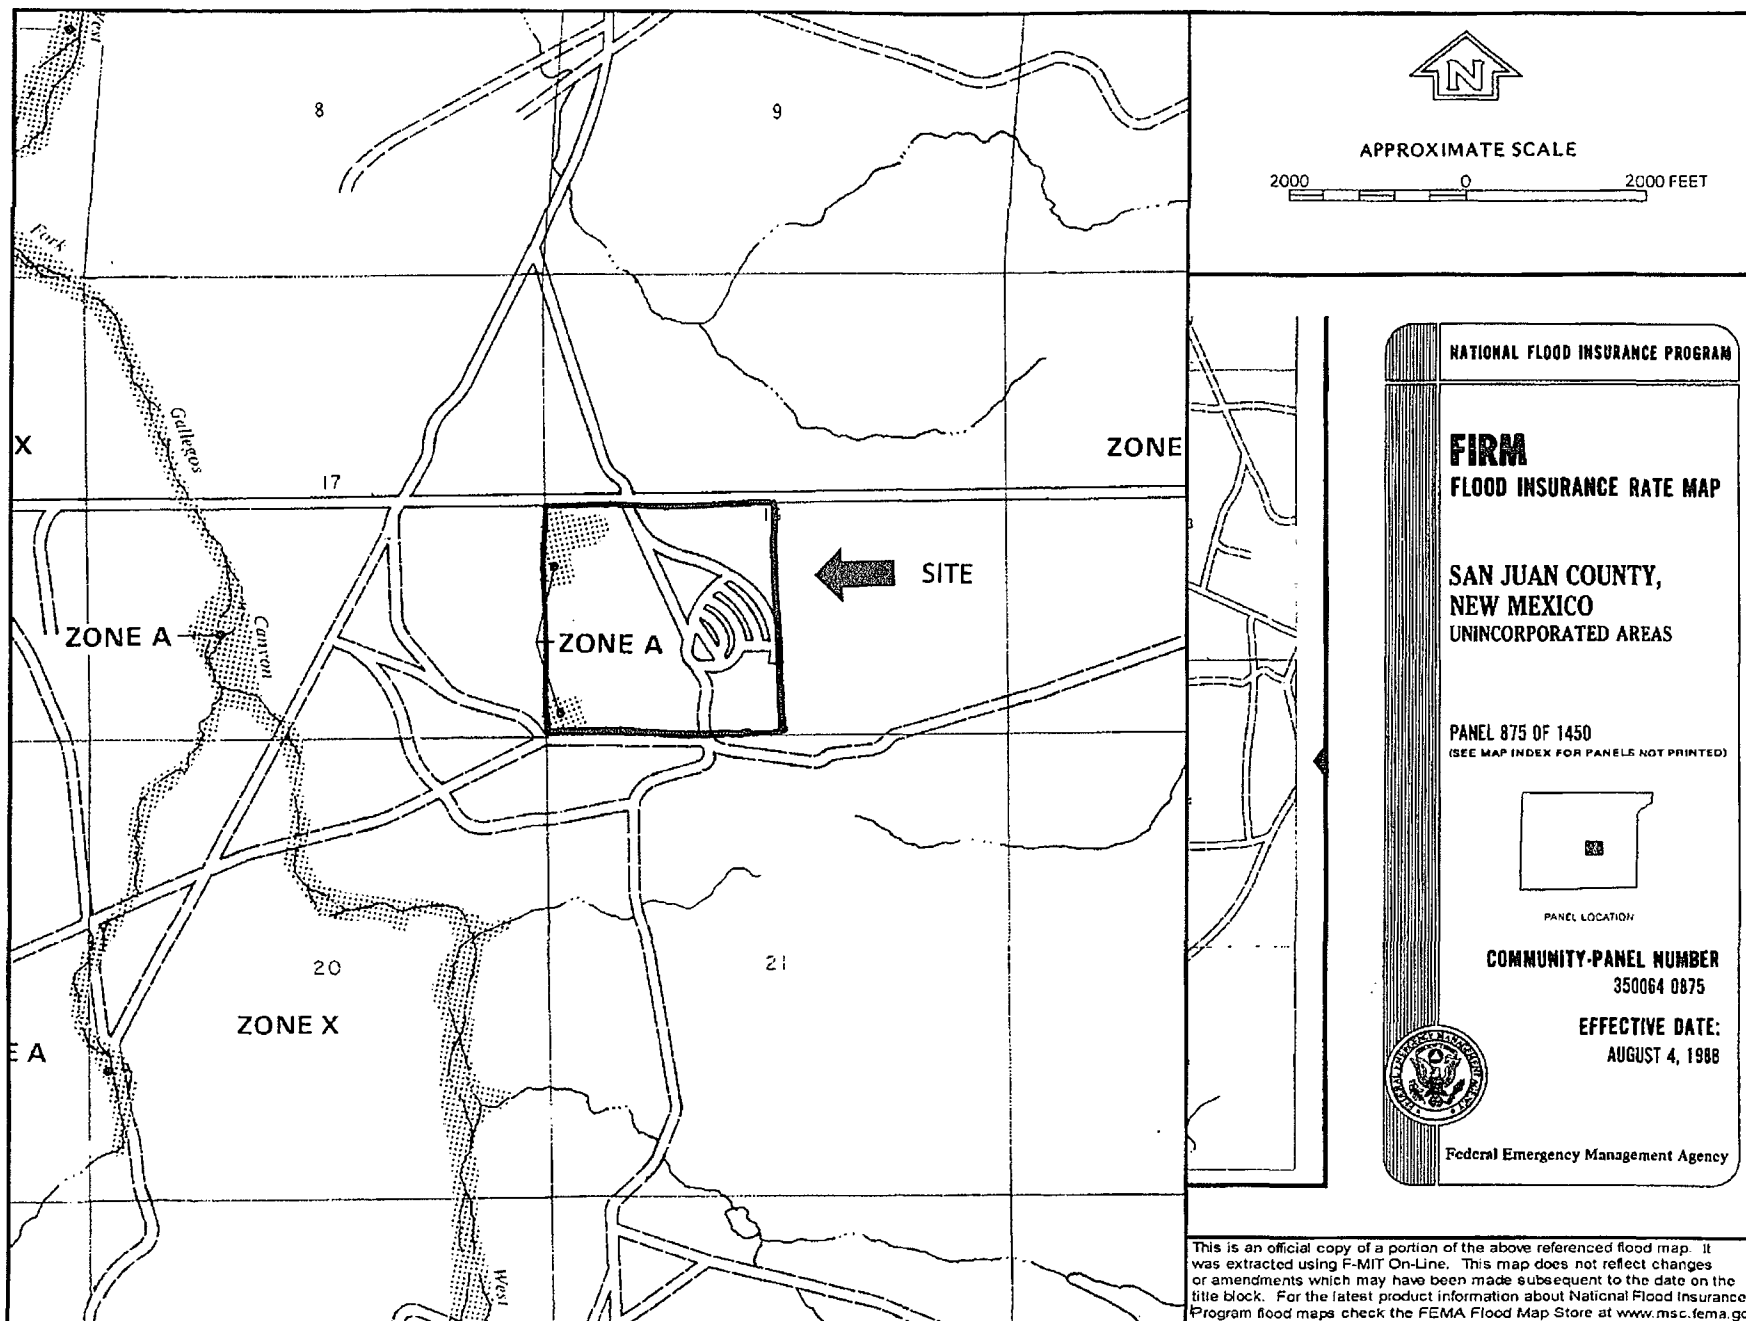 West
8
9
Fork
Gallegos
X
ZONE
17
SITE
ZONE A
Canyon
ZONE A
20
21
ZONE X
E A
West
N
APPROXIMATE SCALE
2000 0 2000 FEET
NATIONAL FLOOD INSURANCE PROGRAM
FIRM
FLOOD INSURANCE RATE MAP
SAN JUAN COUNTY,
NEW MEXICO
UNINCORPORATED AREAS
PANEL 875 OF 1450
(SEE MAP INDEX FOR PANELS NOT PRINTED)
PANEL LOCATION
COMMUNITY-PANEL NUMBER
350064 0875
EFFECTIVE DATE:
AUGUST 4, 1988
FEDERAL EMERGENCY MANAGEMENT AGENCY
Federal Emergency Management Agency
This is an official copy of a portion of the above referenced flood map. It
was extracted using F-MIT On-Line. This map does not reflect changes
or amendments which may have been made subsequent to the date on the
title block. For the latest product information about National Flood Insurance
Program flood maps check the FEMA Flood Map Store at www.msc.fema.go